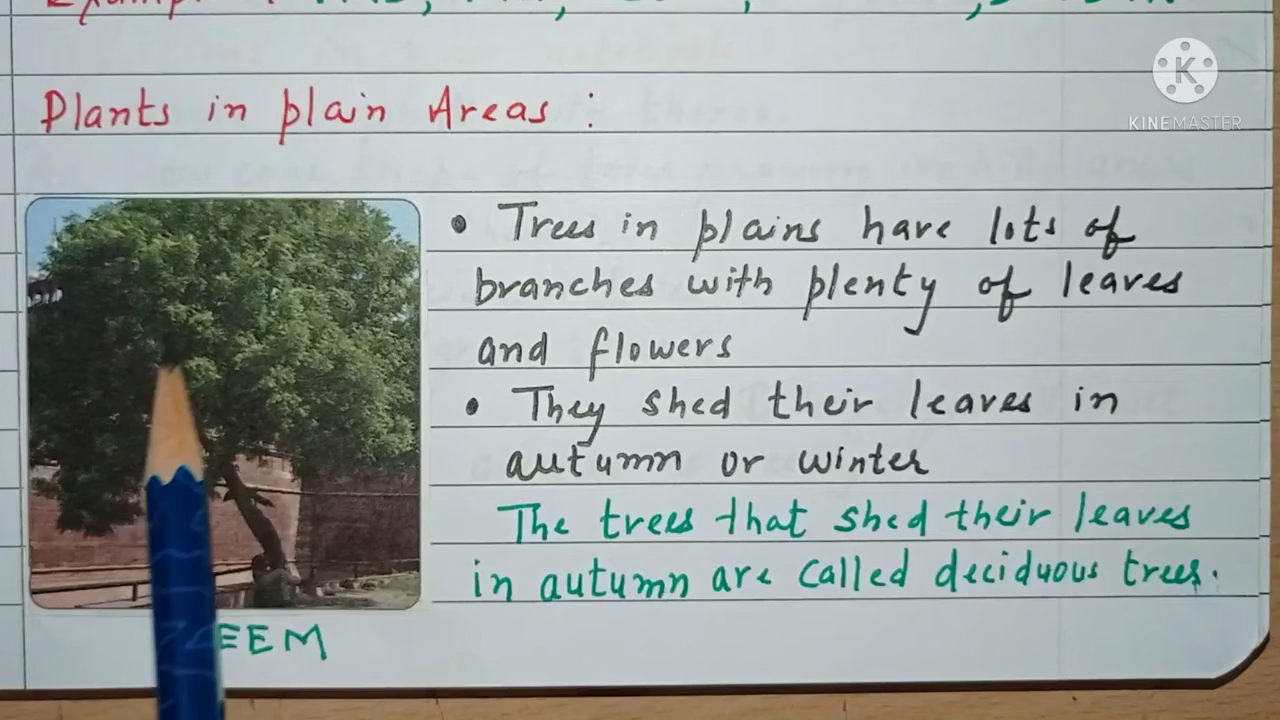 Plants in plain Areas :
KINEMASTER
• Trees in plains have lots of
branches with plenty of leaves
and flowers
• They shed their leaves in
autumn or winter
The trees that shed their leaves
in autumn are called deciduous trees.